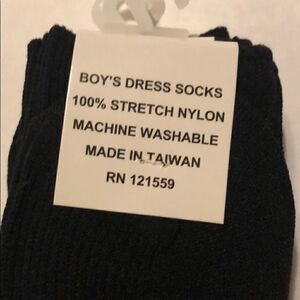 BOY'S DRESS SOCKS
100% STRETCH NYLON
MACHINE WASHABLE
MADE IN TAIWAN
RN 121559